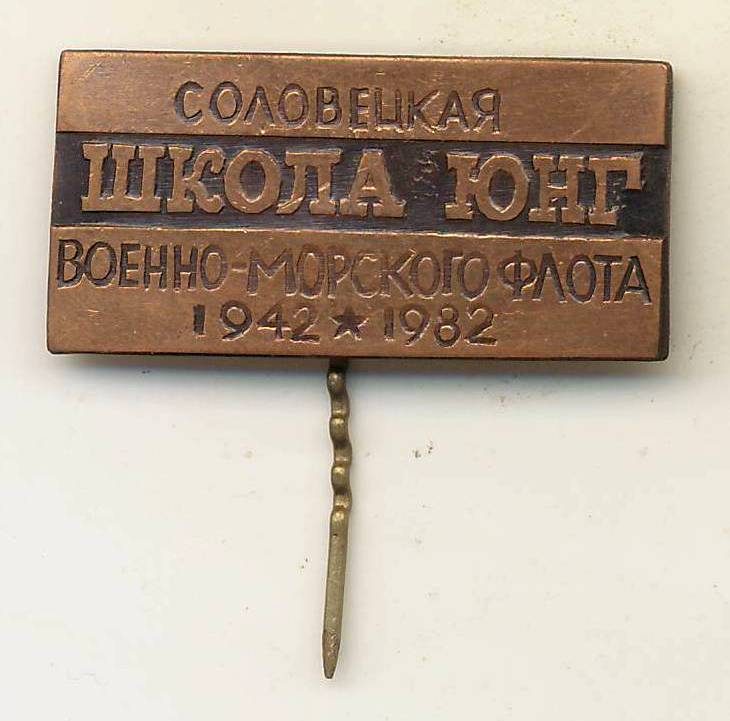 СОЛОВЕЦКАЯ
ШКОЛА ЮНГ
ВОЕННО-МОРСКОГО ФЛОТА
1942★1982